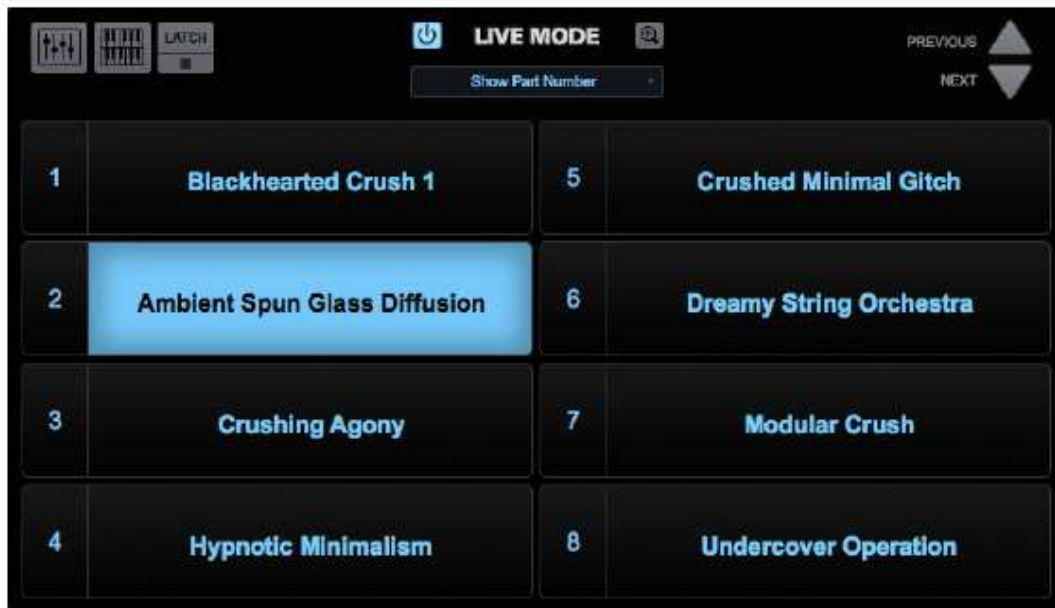 LATCH
LIVE MODE
Show Part Number
PREVIOUS
NEXT
1 Blackhearted Crush 1
2 Ambient Spun Glass Diffusion
3 Crushing Agony
4 Hypnotic Minimalism
5 Crushed Minimal Gitch
6 Dreamy String Orchestra
7 Modular Crush
8 Undercover Operation